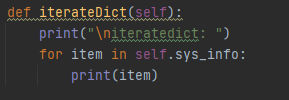 def iterateDict(self):
    print("\niteratedict: ")
    for item in self.sys_info:
        print(item)